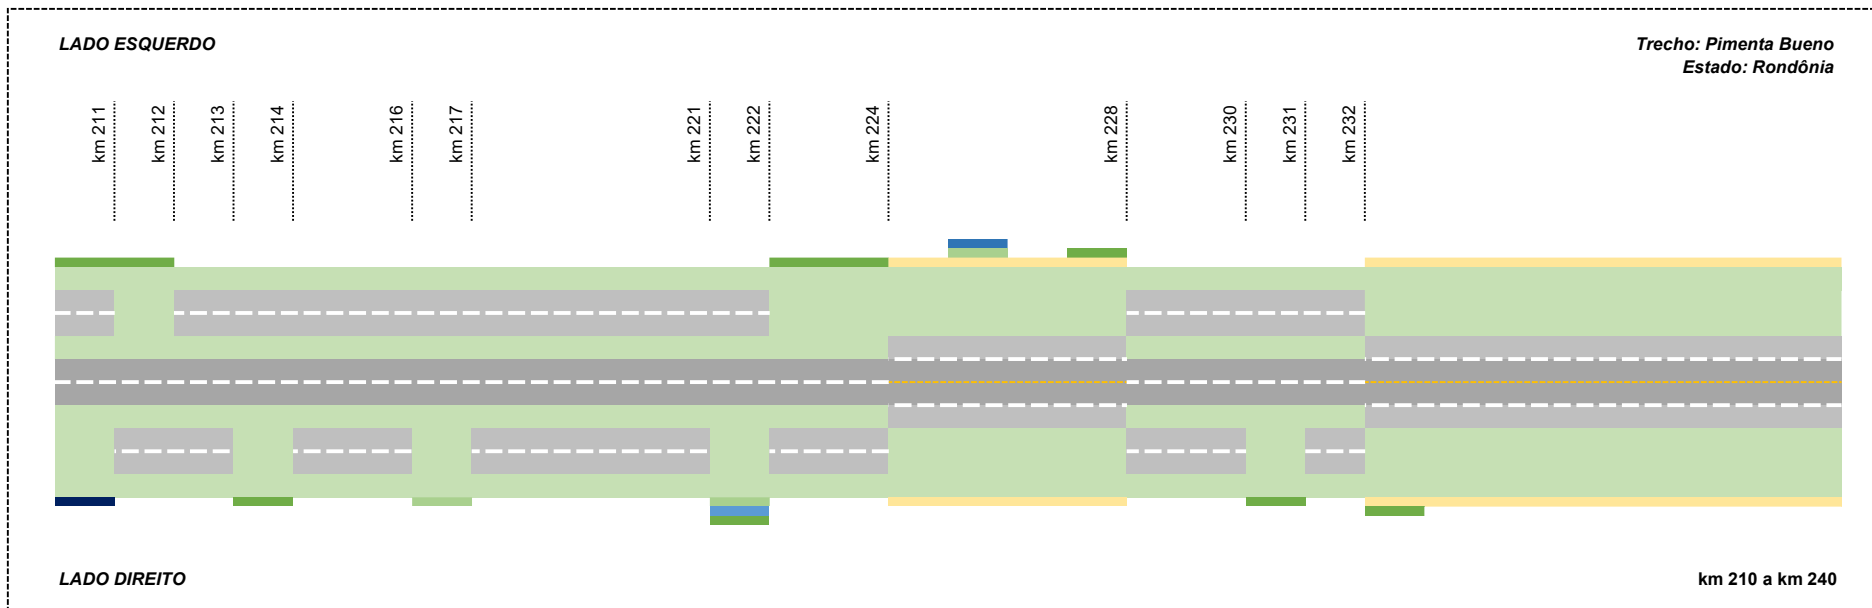 LADO ESQUERDO
Trecho: Pimenta Bueno
Estado: Rondônia
km 211
km 212
km 213
km 214
km 216
km 217
km 221
km 222
km 224
km 228
km 230
km 231
km 232
LADO DIREITO
km 210 a km 240